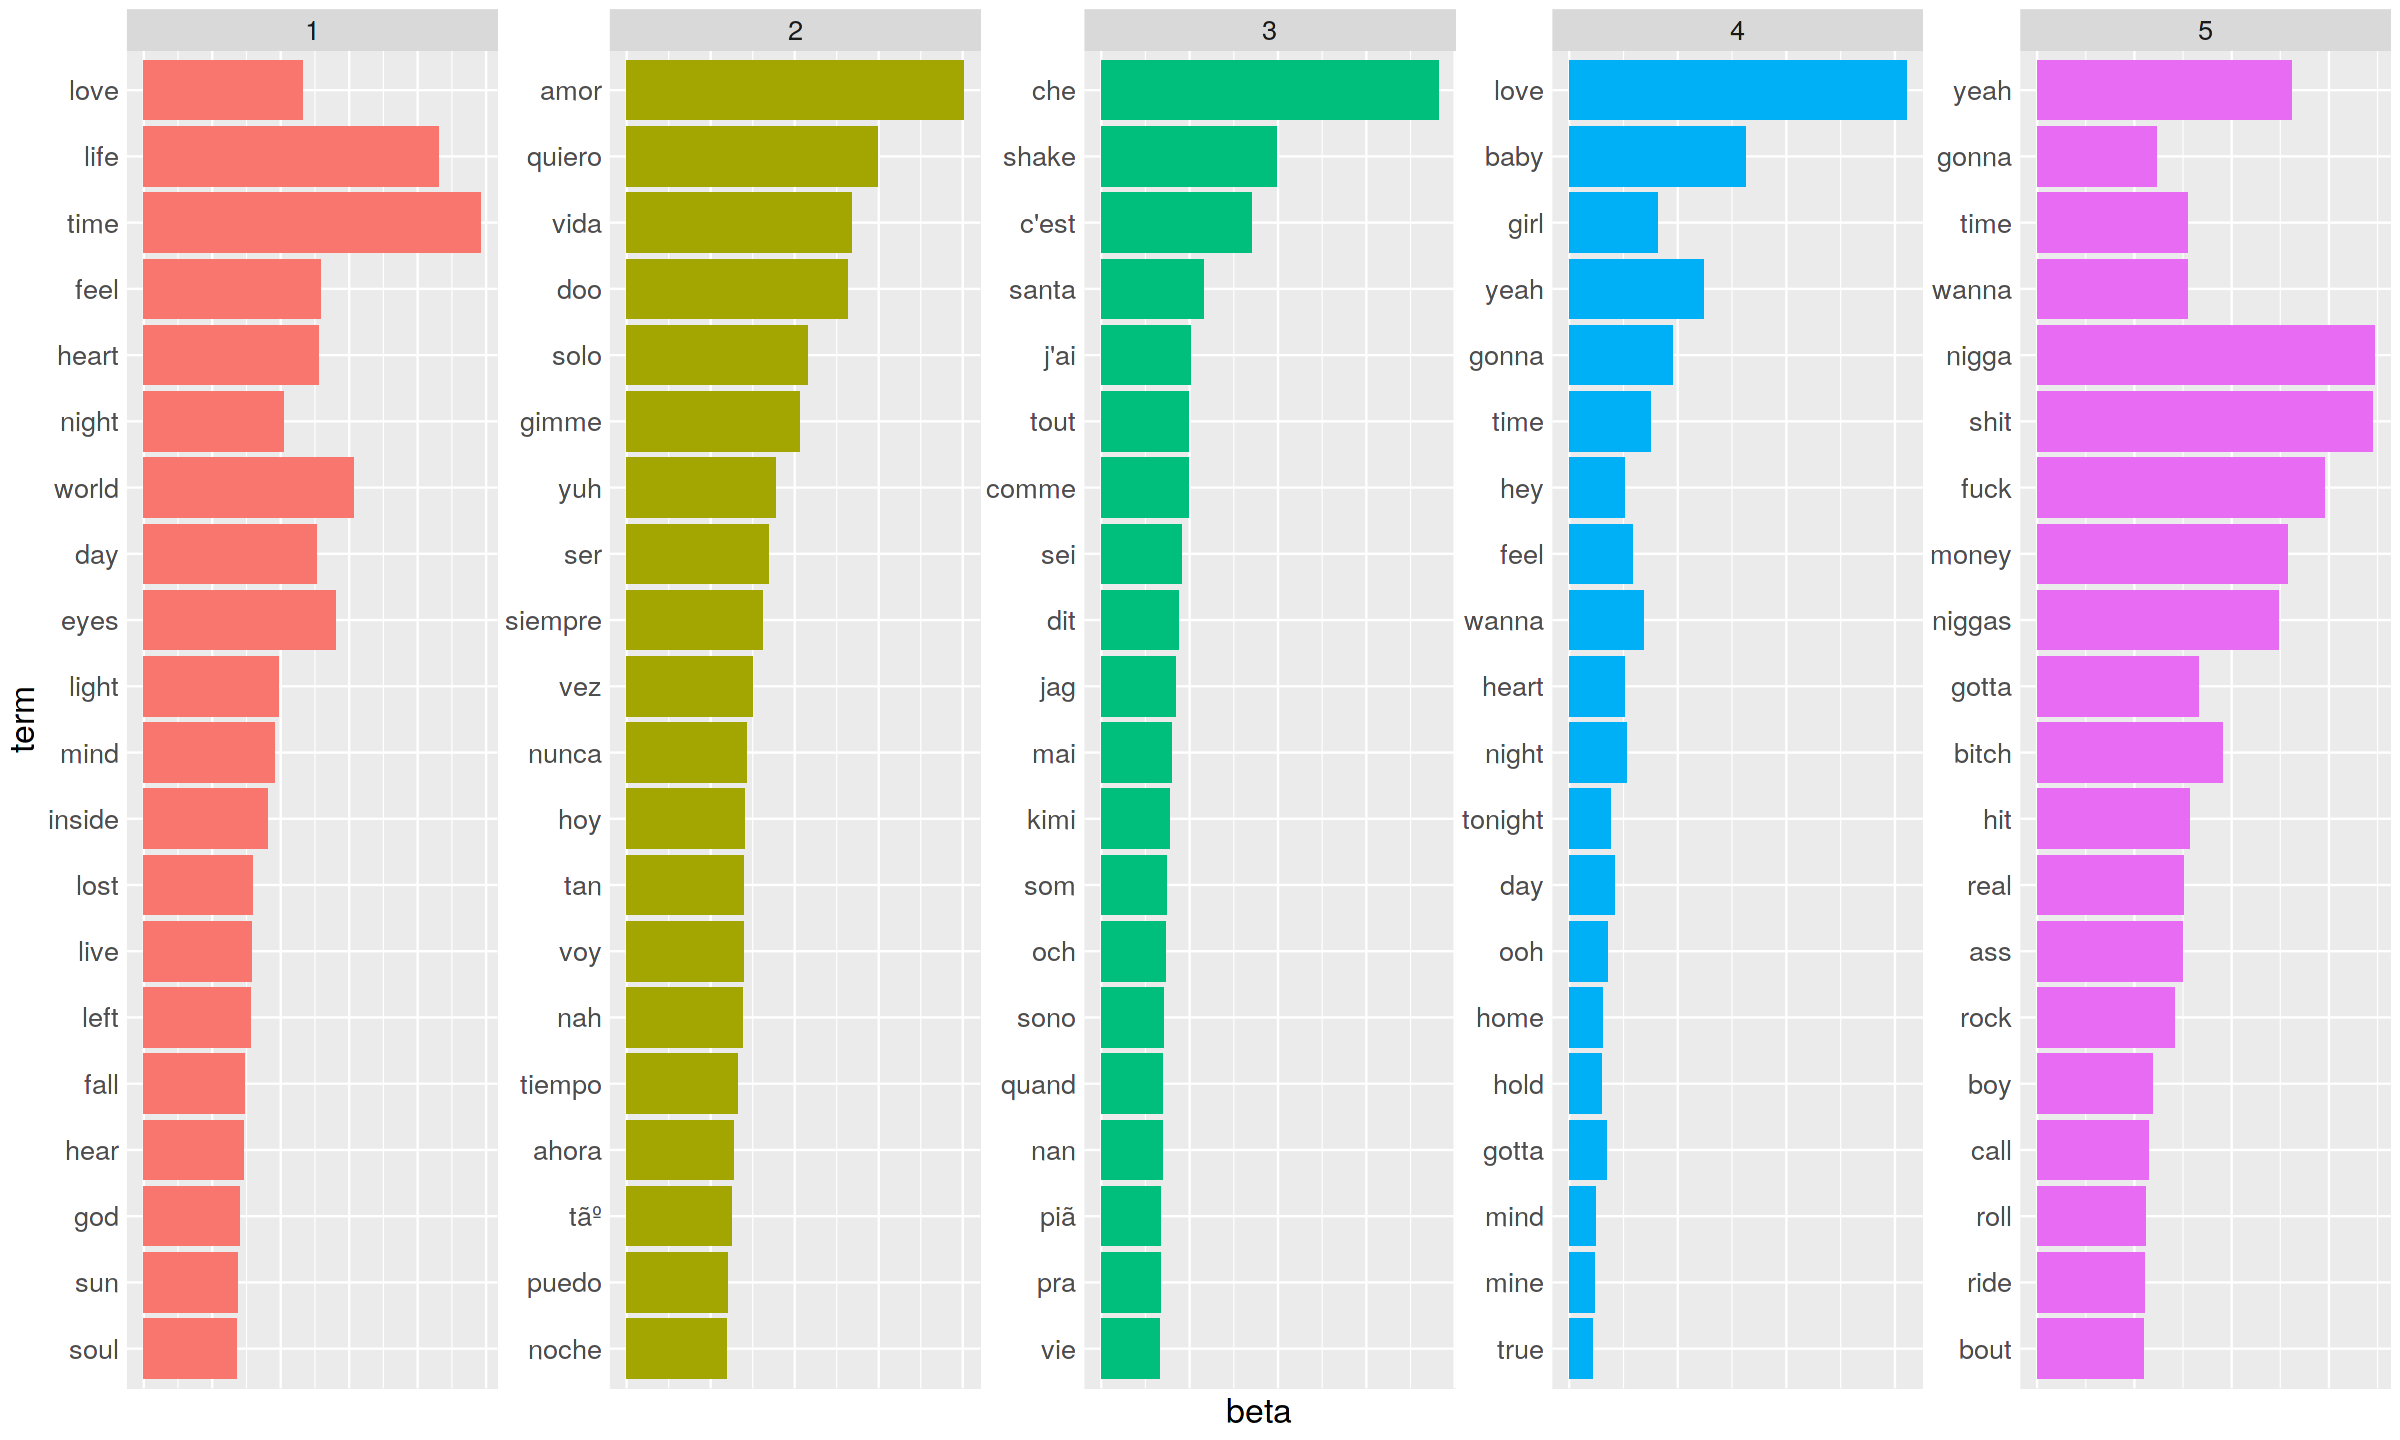 1
2
3
4
5
love
life
time
feel
heart
night
world
day
eyes
light
mind
inside
lost
live
left
fall
hear
god
sun
soul
amor
quiero
vida
doo
solo
gimme
yuh
ser
siempre
vez
nunca
hoy
tan
voy
nah
tiempo
ahora
tãº
puedo
noche
che
shake
c'est
santa
j'ai
tout
comme
sei
dit
jag
mai
kimi
som
och
sono
quand
nan
piã
pra
vie
love
baby
girl
yeah
gonna
time
hey
feel
wanna
heart
night
tonight
day
ooh
home
hold
gotta
mind
mine
true
yeah
gonna
time
wanna
nigga
shit
fuck
money
niggas
gotta
bitch
hit
real
ass
rock
boy
call
roll
ride
bout
term
beta